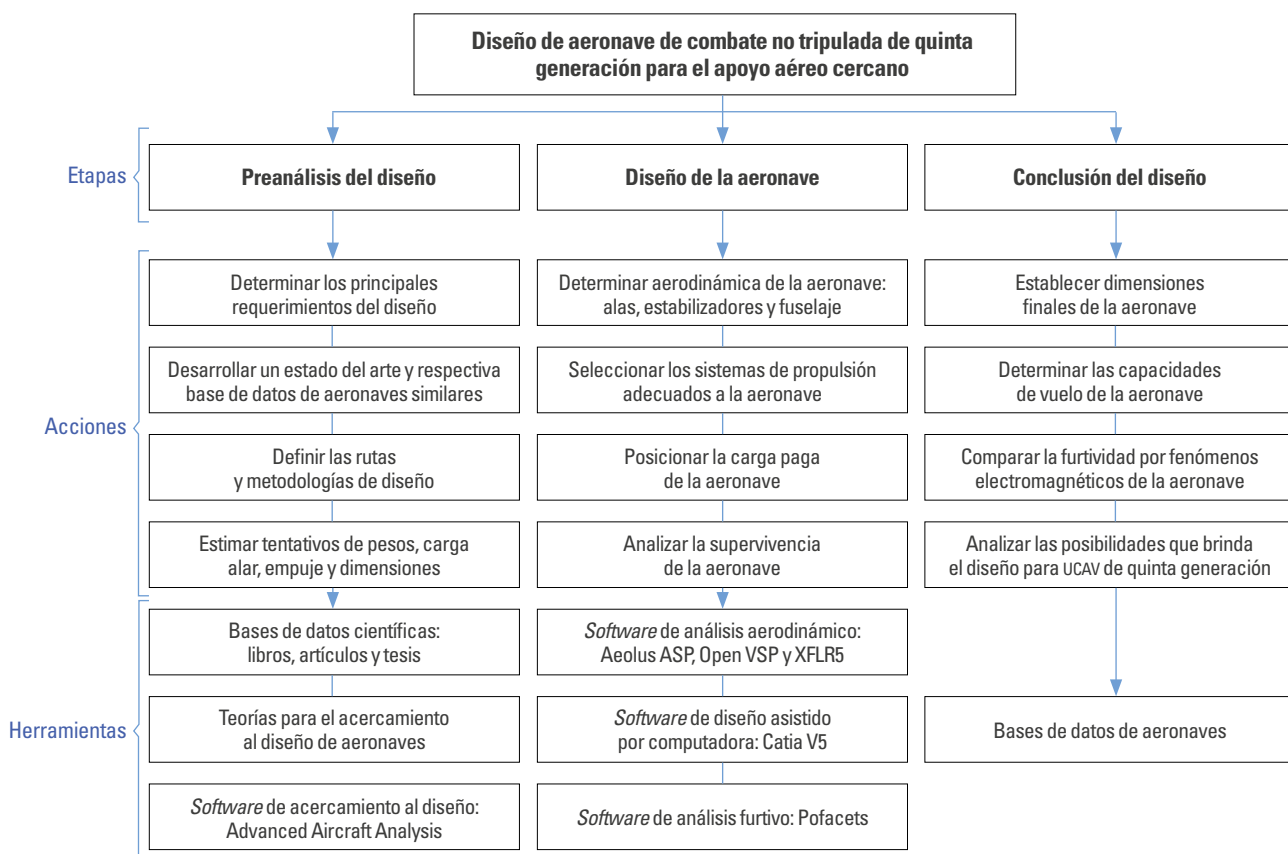 Diseño de aeronave de combate no tripulada de quinta
generación para el apoyo aéreo cercano
Etapas
Preanálisis del diseño
Diseño de la aeronave
Conclusión del diseño
Acciones
Determinar los principales
requerimientos del diseño
Desarrollar un estado del arte y respectiva
base de datos de aeronaves similares
Definir las rutas
y metodologías de diseño
Estimar tentativos de pesos, carga
alar, empuje y dimensiones
Determinar aerodinámica de la aeronave:
alas, estabilizadores y fuselaje
Seleccionar los sistemas de propulsión
adecuados a la aeronave
Posicionar la carga paga
de la aeronave
Analizar la supervivencia
de la aeronave
Establecer dimensiones
finales de la aeronave
Determinar las capacidades
de vuelo de la aeronave
Comparar la furtividad por fenómenos
electromagnéticos de la aeronave
Analizar las posibilidades que brinda
el diseño para UCAV de quinta generación
Herramientas
Bases de datos científicas:
libros, artículos y tesis
Teorías para el acercamiento
al diseño de aeronaves
Software de acercamiento al diseño:
Advanced Aircraft Analysis
Software de análisis aerodinámico:
Aeolus ASP, Open VSP y XFLR5
Software de diseño asistido
por computadora: Catia V5
Software de análisis furtivo: Pofacets
Bases de datos de aeronaves